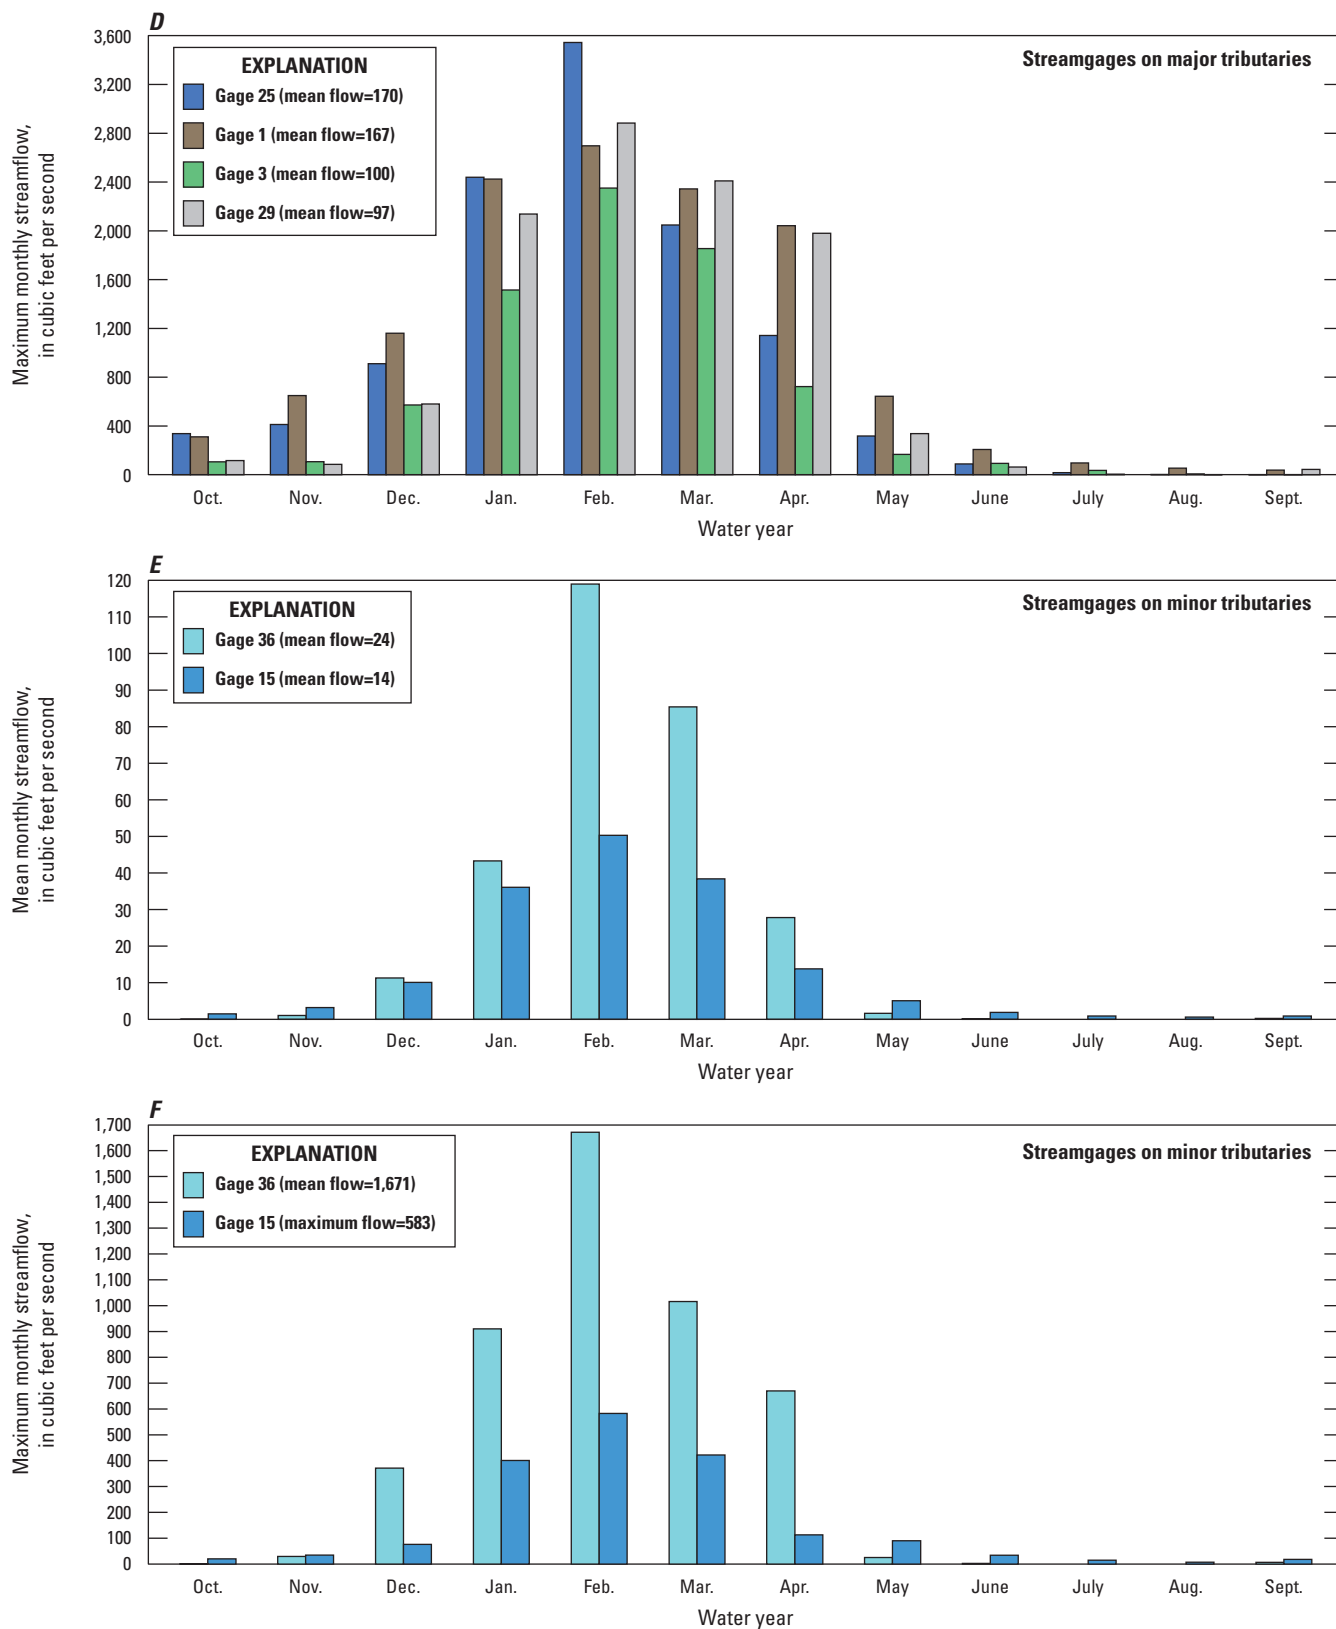 D
Streamgages on major tributaries
EXPLANATION
Gage 25 (mean flow=170)
Gage 1 (mean flow=167)
Gage 3 (mean flow=100)
Gage 29 (mean flow=97)
Maximum monthly streamflow,
in cubic feet per second
3,600
3,200
2,800
2,400
2,000
1,600
1,200
800
400
0
Oct. Nov. Dec. Jan. Feb. Mar. Apr. May June July Aug. Sept.
Water year
E
Streamgages on minor tributaries
EXPLANATION
Gage 36 (mean flow=24)
Gage 15 (mean flow=14)
Mean monthly streamflow,
in cubic feet per second
120
110
100
90
80
70
60
50
40
30
20
10
0
Oct. Nov. Dec. Jan. Feb. Mar. Apr. May June July Aug. Sept.
Water year
F
Streamgages on minor tributaries
EXPLANATION
Gage 36 (mean flow=1,671)
Gage 15 (maximum flow=583)
Maximum monthly streamflow,
in cubic feet per second
1,700
1,600
1,500
1,400
1,300
1,200
1,100
1,000
900
800
700
600
500
400
300
200
100
0
Oct. Nov. Dec. Jan. Feb. Mar. Apr. May June July Aug. Sept.
Water year